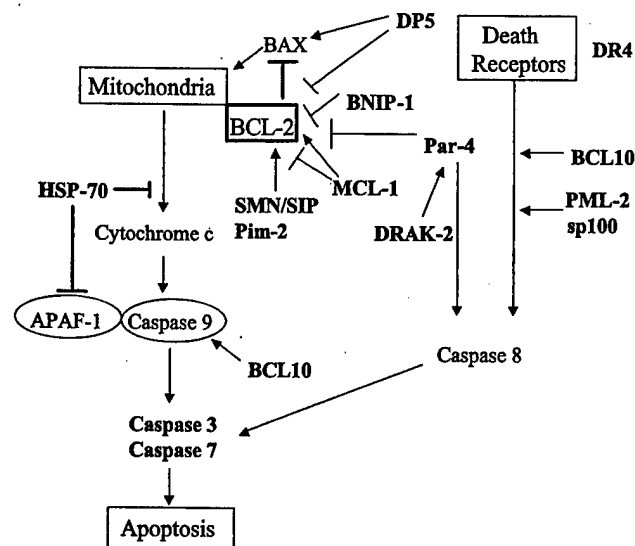 DP5
BAX
Death
Receptors
DR4
Mitochondria
BCL-2
BNIP-1
Par-4
BCL10
HSP-70
MCL-1
SMN/SIP
Pim-2
PML-2
sp100
DRAK-2
Cytochrome c
APAF-1
Caspase 9
BCL10
Caspase 8
Caspase 3
Caspase 7
Apoptosis